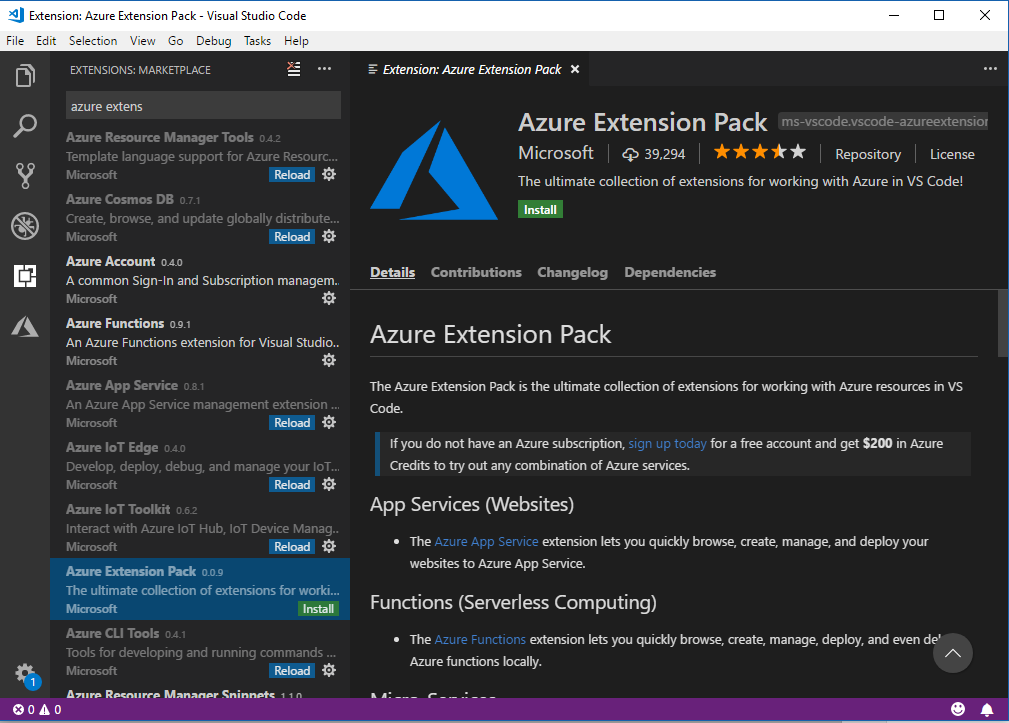 Extension: Azure Extension Pack - Visual Studio Code
File Edit Selection View Go Debug Tasks Help
EXTENSIONS: MARKETPLACE
azure extens
Azure Resource Manager Tools 0.4.2
Template language support for Azure Resourc...
Microsoft Reload
Azure Cosmos DB 0.7.1
Create, browse, and update globally distribute...
Microsoft Reload
Azure Account 0.4.0
A common Sign-In and Subscription managem..
Microsoft
Azure Functions 0.9.1
An Azure Functions extension for Visual Studio..
Microsoft
Azure App Service 0.8.1
An Azure App Service management extension ...
Microsoft Reload
Azure IoT Edge 0.4.0
Develop, deploy, debug, and manage your IoT...
Microsoft Reload
Azure IoT Toolkit 0.6.2
Interact with Azure IoT Hub, IoT Device Manag..
Microsoft Reload
Azure Extension Pack 0.0.9
The ultimate collection of extensions for worki...
Microsoft Install
Azure CLI Tools 0.4.1
Tools for developing and running commands ...
Microsoft Reload
Azure Resource Manager Snippets 1.1.0
1
Extension: Azure Extension Pack
Azure Extension Pack ms-vscode.vscode-azureextension
Microsoft 39,294 Repository License
The ultimate collection of extensions for working with Azure in VS Code!
Install
Details Contributions Changelog Dependencies
Azure Extension Pack
The Azure Extension Pack is the ultimate collection of extensions for working with Azure resources in VS
Code.
If you do not have an Azure subscription, sign up today for a free account and get $200 in Azure
Credits to try out any combination of Azure services.
App Services (Websites)
• The Azure App Service extension lets you quickly browse, create, manage, and deploy your
websites to Azure App Service.
Functions (Serverless Computing)
• The Azure Functions extension lets you quickly browse, create, manage, deploy, and even
Azure functions locally.
Micro-Services
0 0